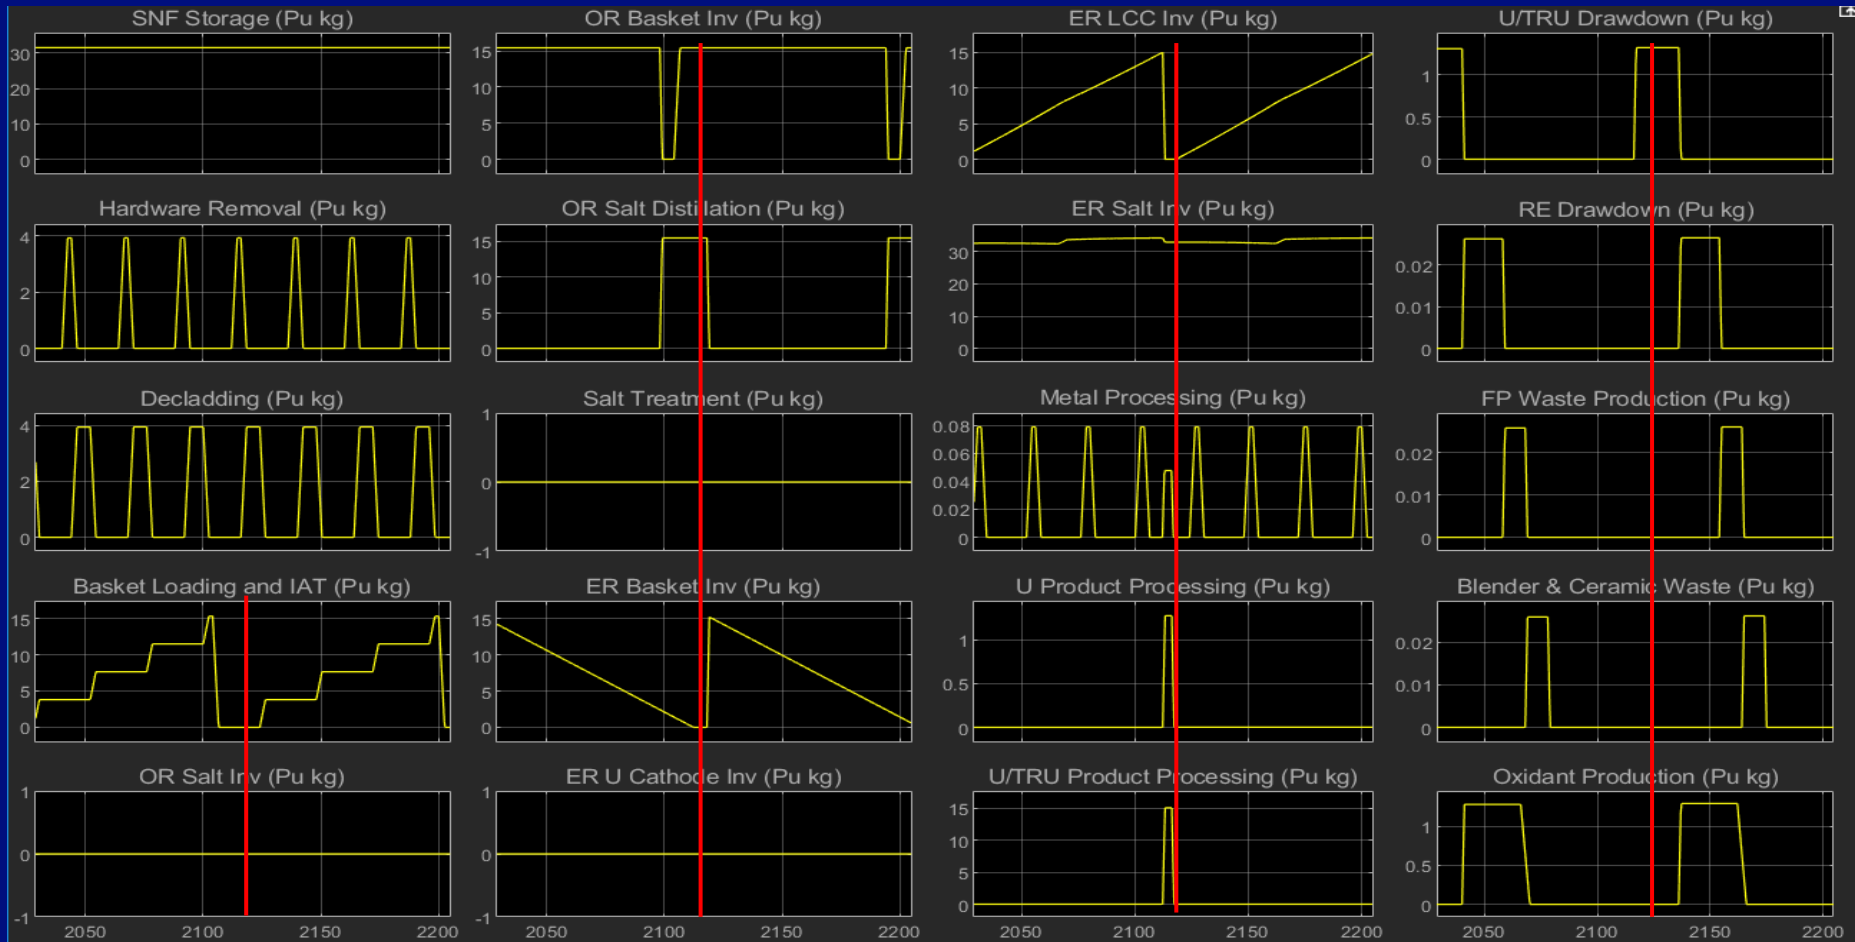 SNF Storage (Pu kg)
30
20
10
0
Hardware Removal (Pu kg)
4
2
0
Decladding (Pu kg)
4
2
0
Basket Loading and IAT (Pu kg)
15
10
5
0
OR Salt Inv (Pu kg)
1
0
-1
2050 2100 2150 2200
OR Basket Inv (Pu kg)
15
10
5
0
OR Salt Distillation (Pu kg)
15
10
5
0
Salt Treatment (Pu kg)
1
0
-1
ER Basket Inv (Pu kg)
15
10
5
0
ER U Cathode Inv (Pu kg)
1
0
-1
2050 2100 2150 2200
ER LCC Inv (Pu kg)
15
10
5
0
ER Salt Inv (Pu kg)
30
20
10
0
Metal Processing (Pu kg)
0.08
0.06
0.04
0.02
0
U Product Processing (Pu kg)
1
0.5
0
U/TRU Product Processing (Pu kg)
15
10
5
0
2050 2100 2150 2200
U/TRU Drawdown (Pu kg)
1
0.5
0
RE Drawdown (Pu kg)
0.02
0.01
0
FP Waste Production (Pu kg)
0.02
0.01
0
Blender & Ceramic Waste (Pu kg)
0.02
0.01
0
Oxidant Production (Pu kg)
1
0.5
0
2050 2100 2150 2200